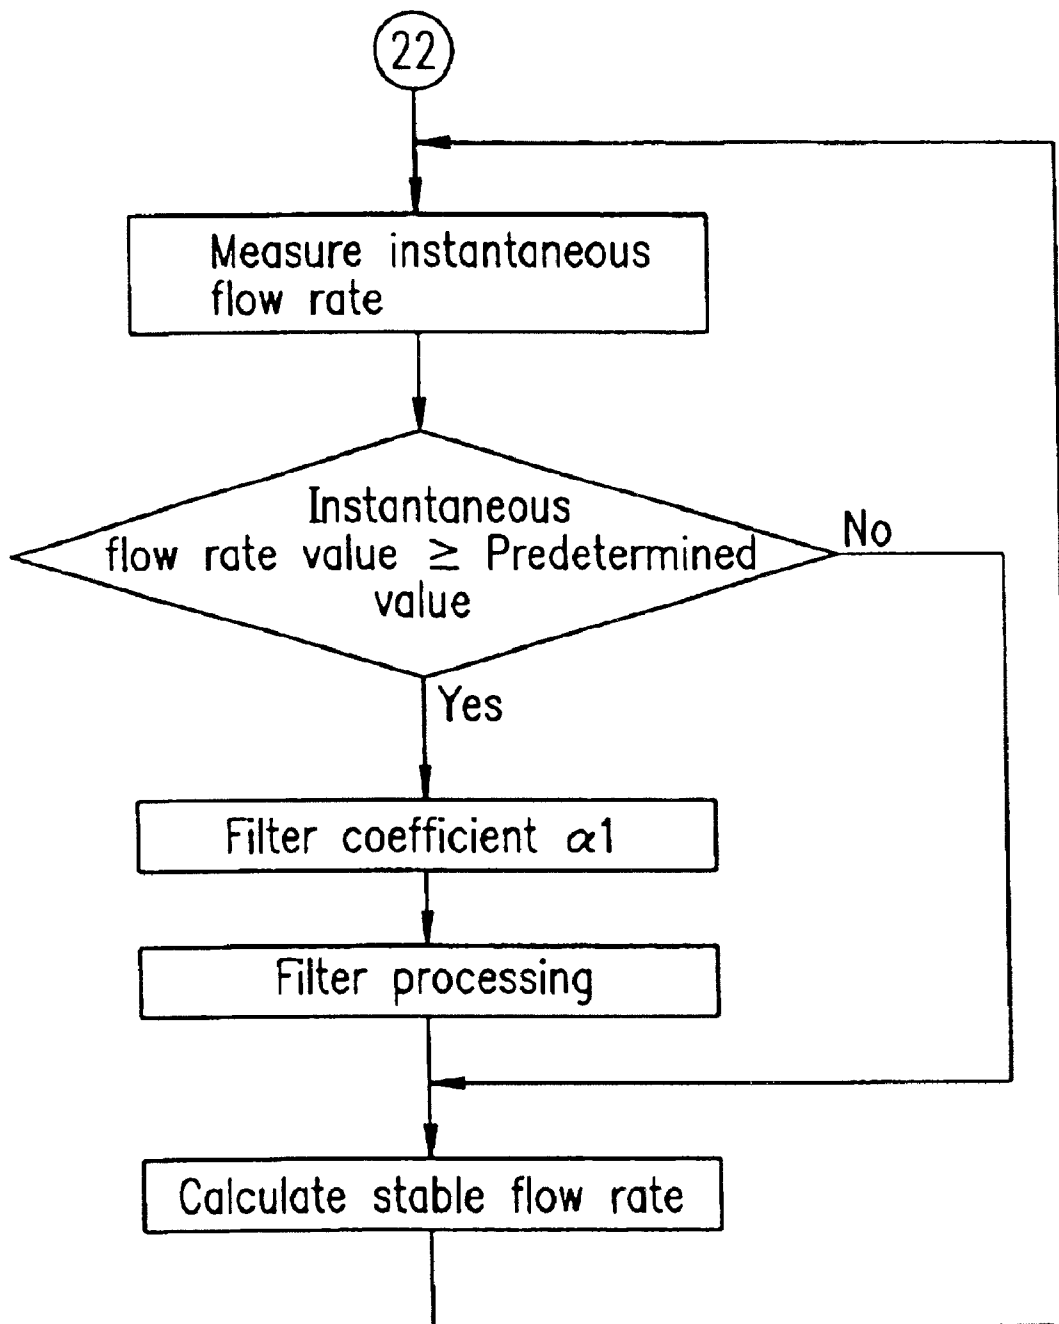 22
Measure instantaneous
flow rate
Instantaneous
flow rate value ≥ Predetermined
value
No
Yes
Filter coefficient α1
Filter processing
Calculate stable flow rate